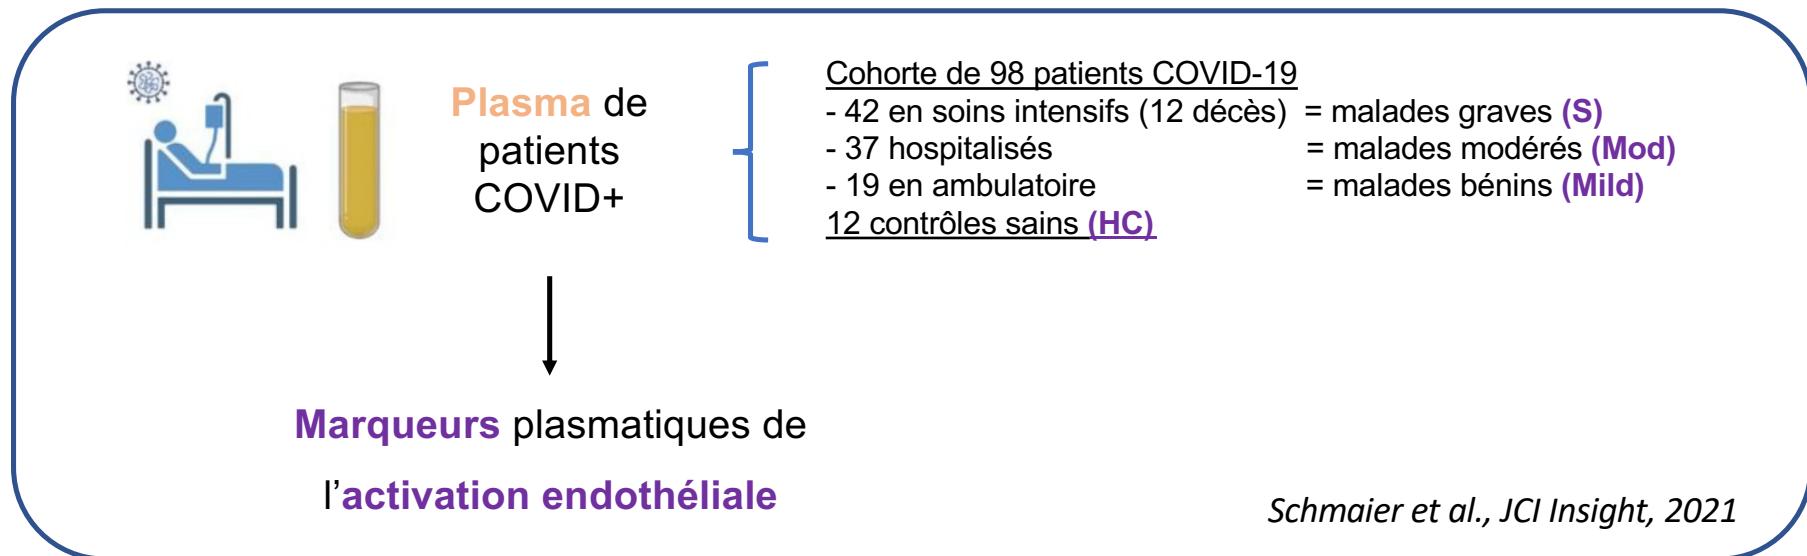 Plasma de
patients
COVID+
Cohorte de 98 patients COVID-19
- 42 en soins intensifs (12 décès) = malades graves (S)
- 37 hospitalisés = malades modérés (Mod)
- 19 en ambulatoire = malades bénins (Mild)
12 contrôles sains (HC)
Marqueurs plasmatiques de
l'activation endothéliale
Schmaier et al., JCI Insight, 2021